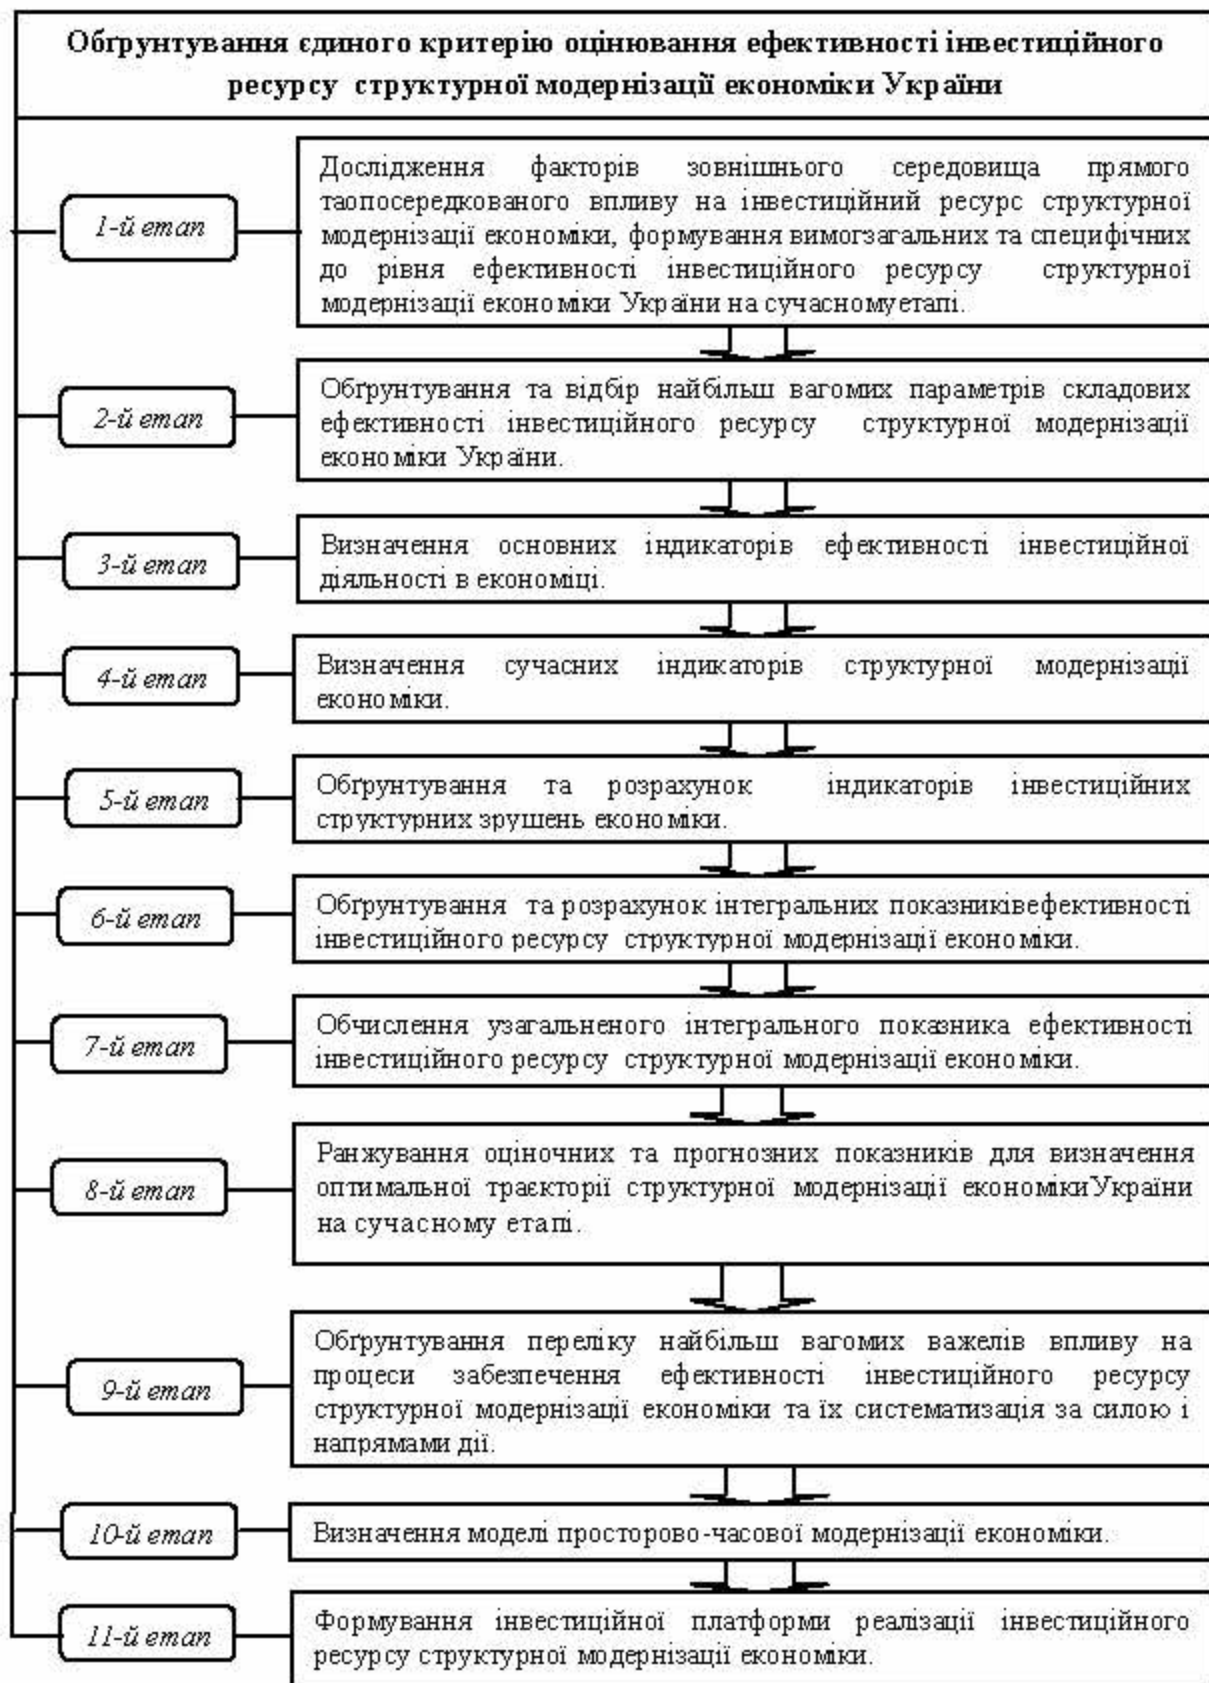 Обґрунтування єдиного критерію оцінювання ефективності інвестиційного
ресурсу структурної модернізації економіки України
1-й етап
Дослідження факторів зовнішнього середовища прямого
таопосередкованого впливу на інвестиційний ресурс структурної
модернізації економіки, формування вимогзагальних та специфічних
до рівня ефективності інвестиційного ресурсу структурної
модернізації економіки України на сучасномуетапі.
2-й етап
Обґрунтування та відбір найбільш вагомих параметрів складових
ефективності інвестиційного ресурсу структурної модернізації
економіки України.
3-й етап
Визначення основних індикаторів ефективності інвестиційної
діяльності в економіці.
4-й етап
Визначення сучасних індикаторів структурної модернізації
економіки.
5-й етап
Обґрунтування та розрахунок індикаторів інвестиційних
структурних зрушень економіки.
6-й етап
Обґрунтування та розрахунок інтегральних показниківефективності
інвестиційного ресурсу структурної модернізації економіки.
7-й етап
Обчислення узагальненого інтегрального показника ефективності
інвестиційного ресурсу структурної модернізації економіки.
8-й етап
Ранжування оціночних та прогнозних показників для визначення
оптимальної траєкторії структурної модернізації економікиУкраїни
на сучасному етапі.
9-й етап
Обґрунтування переліку найбільш вагомих важелів впливу на
процеси забезпечення ефективності інвестиційного ресурсу
структурної модернізації економіки та їх систематизація за силою і
напрямами дії.
10-й етап
Визначення моделі просторово-часової модернізації економіки.
11-й етап
Формування інвестиційної платформи реалізації інвестиційного
ресурсу структурної модернізації економіки.